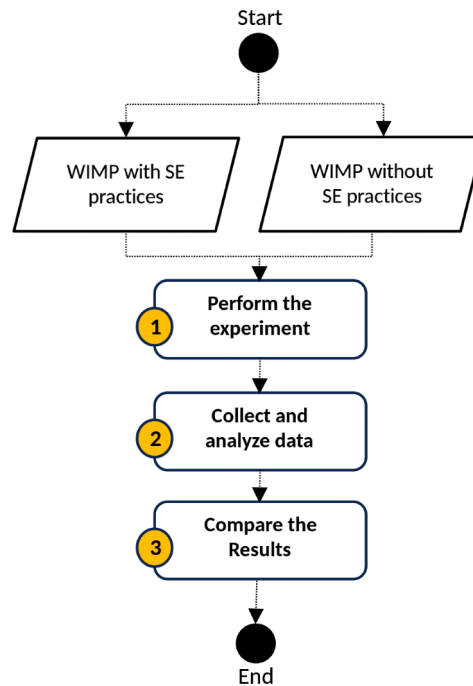 Start
WIMP with SE
practices
WIMP without
SE practices
1
Perform the
experiment
2
Collect and
analyze data
3
Compare the
Results
End